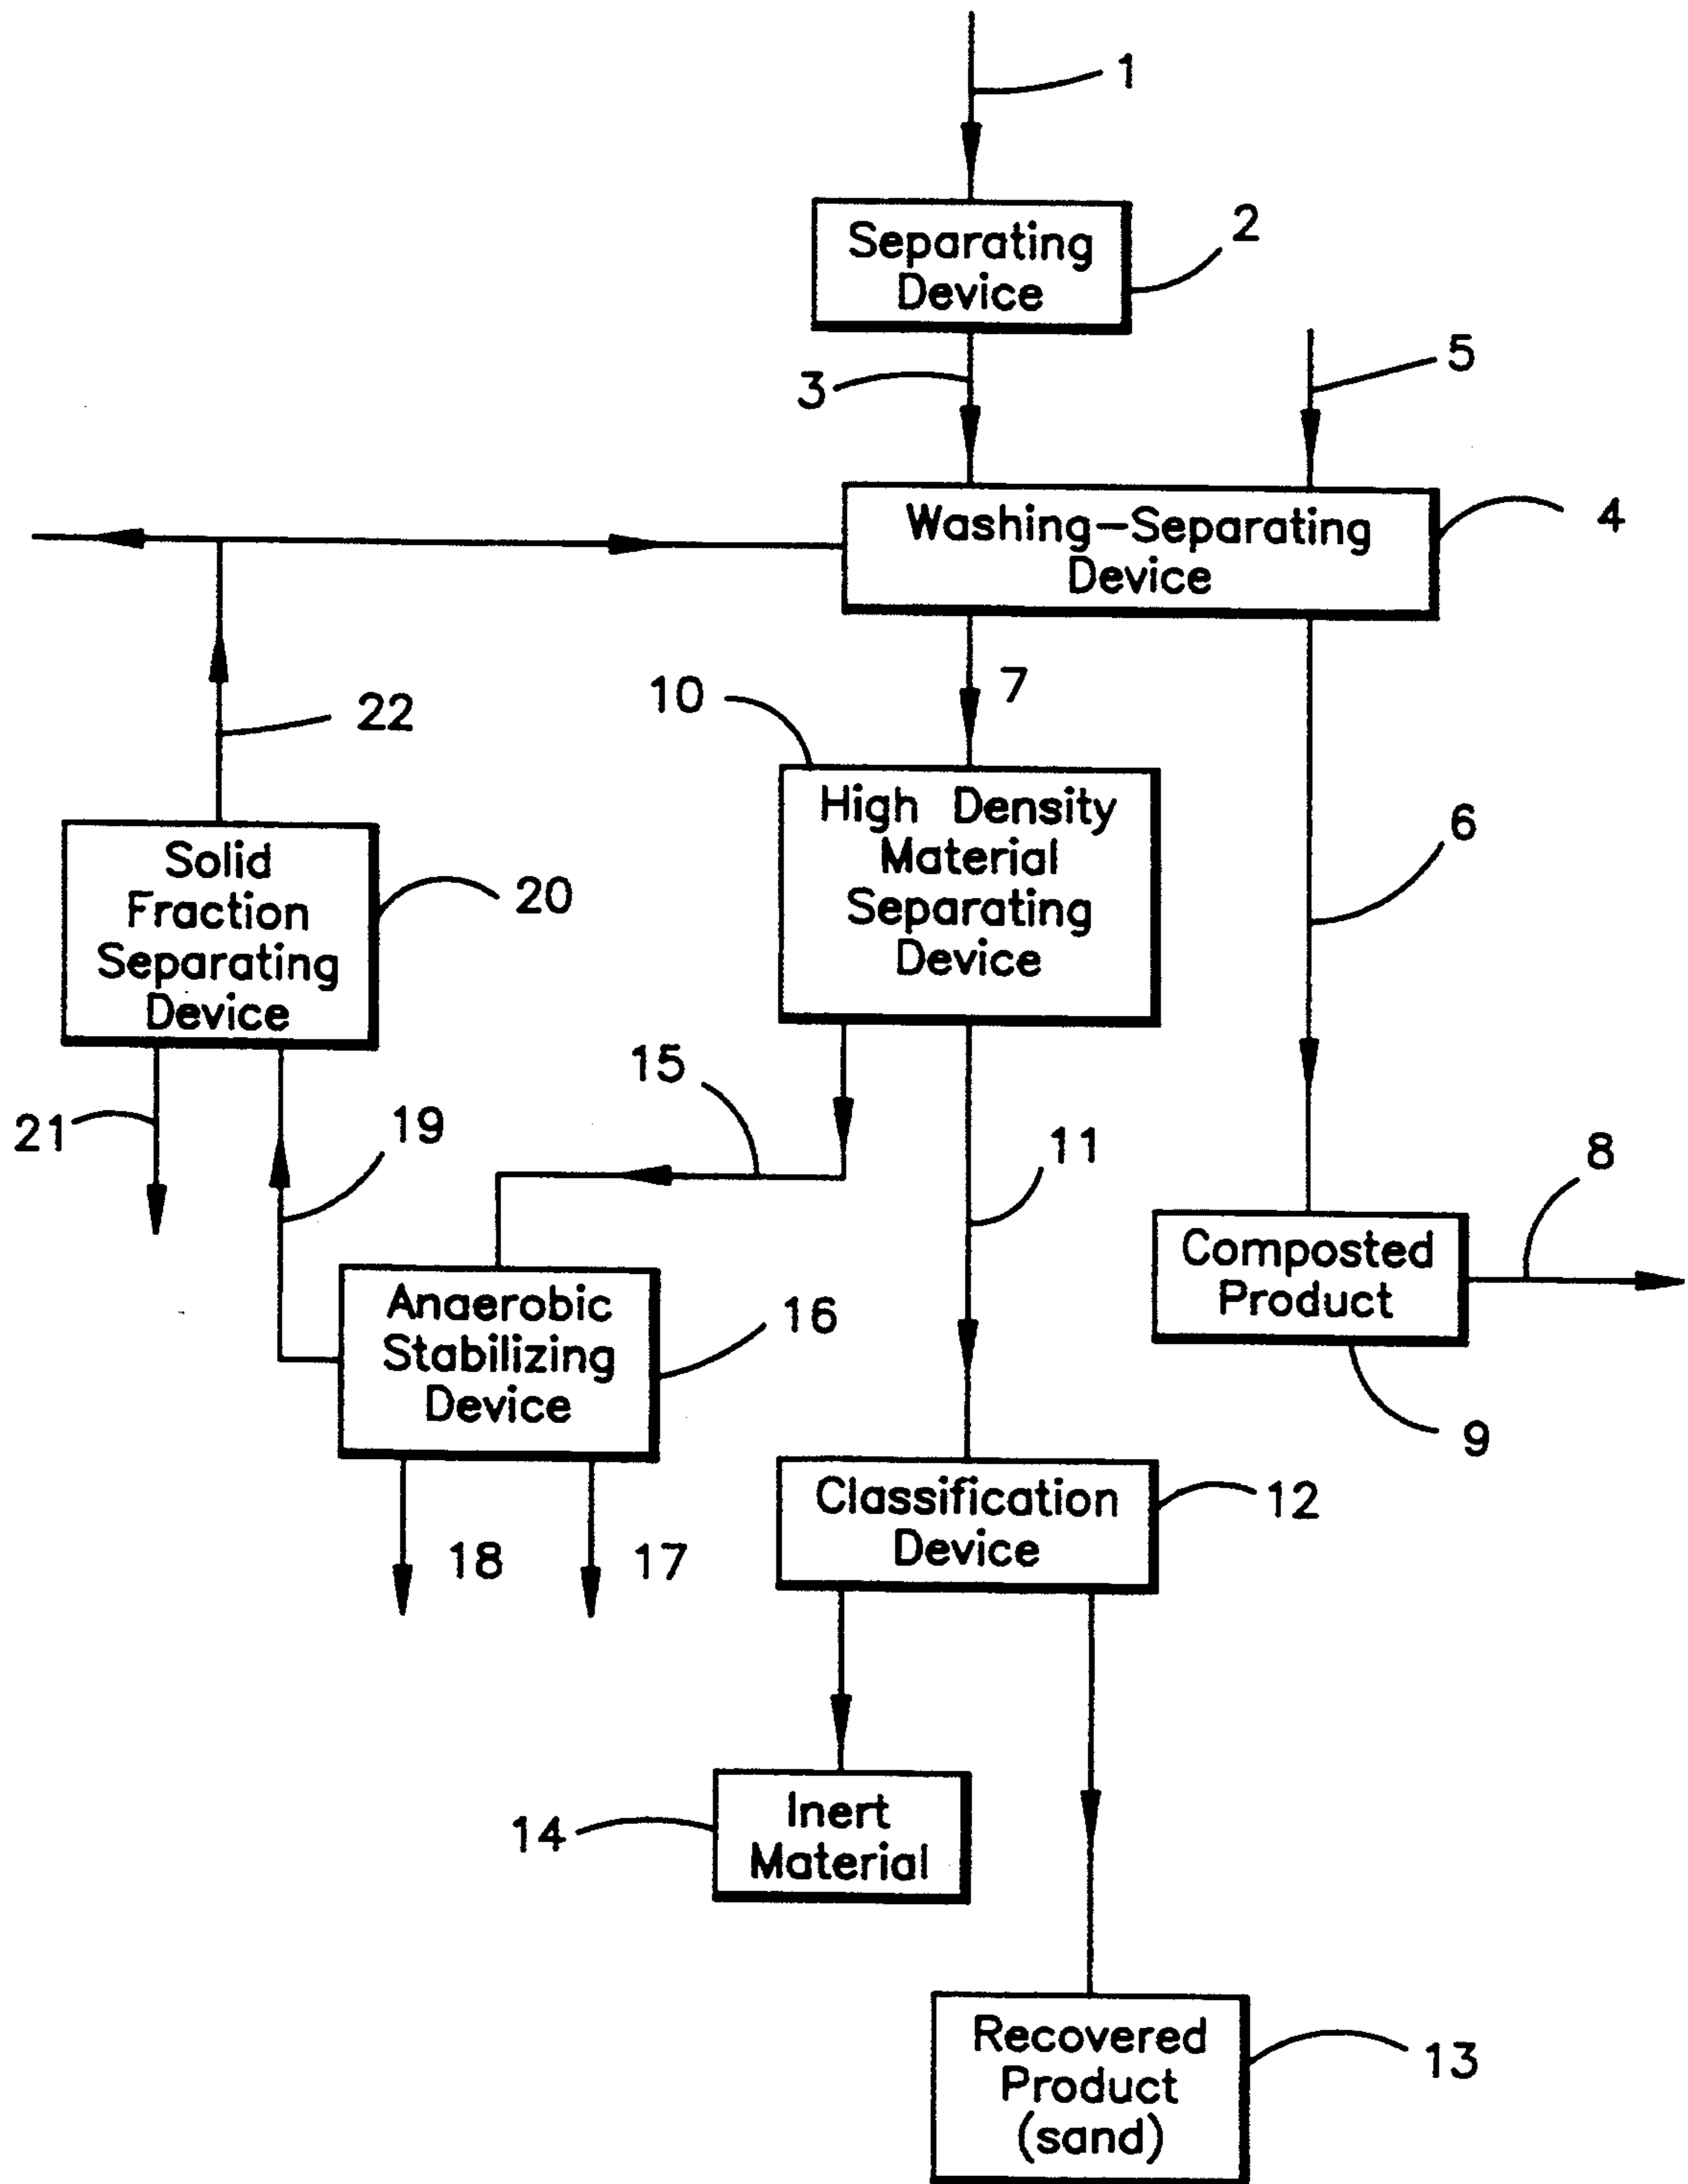 1
Separating
Device
2
3
5
Washing-Separating
Device
4
7
10
22
High Density
Material
Separating
Device
6
Solid
Fraction
Separating
Device
20
15
21
19
11
8
Composted
Product
9
Anaerobic
Stabilizing
Device
16
Classification
Device
12
18
17
Inert
Material
14
Recovered
Product
(sand)
13